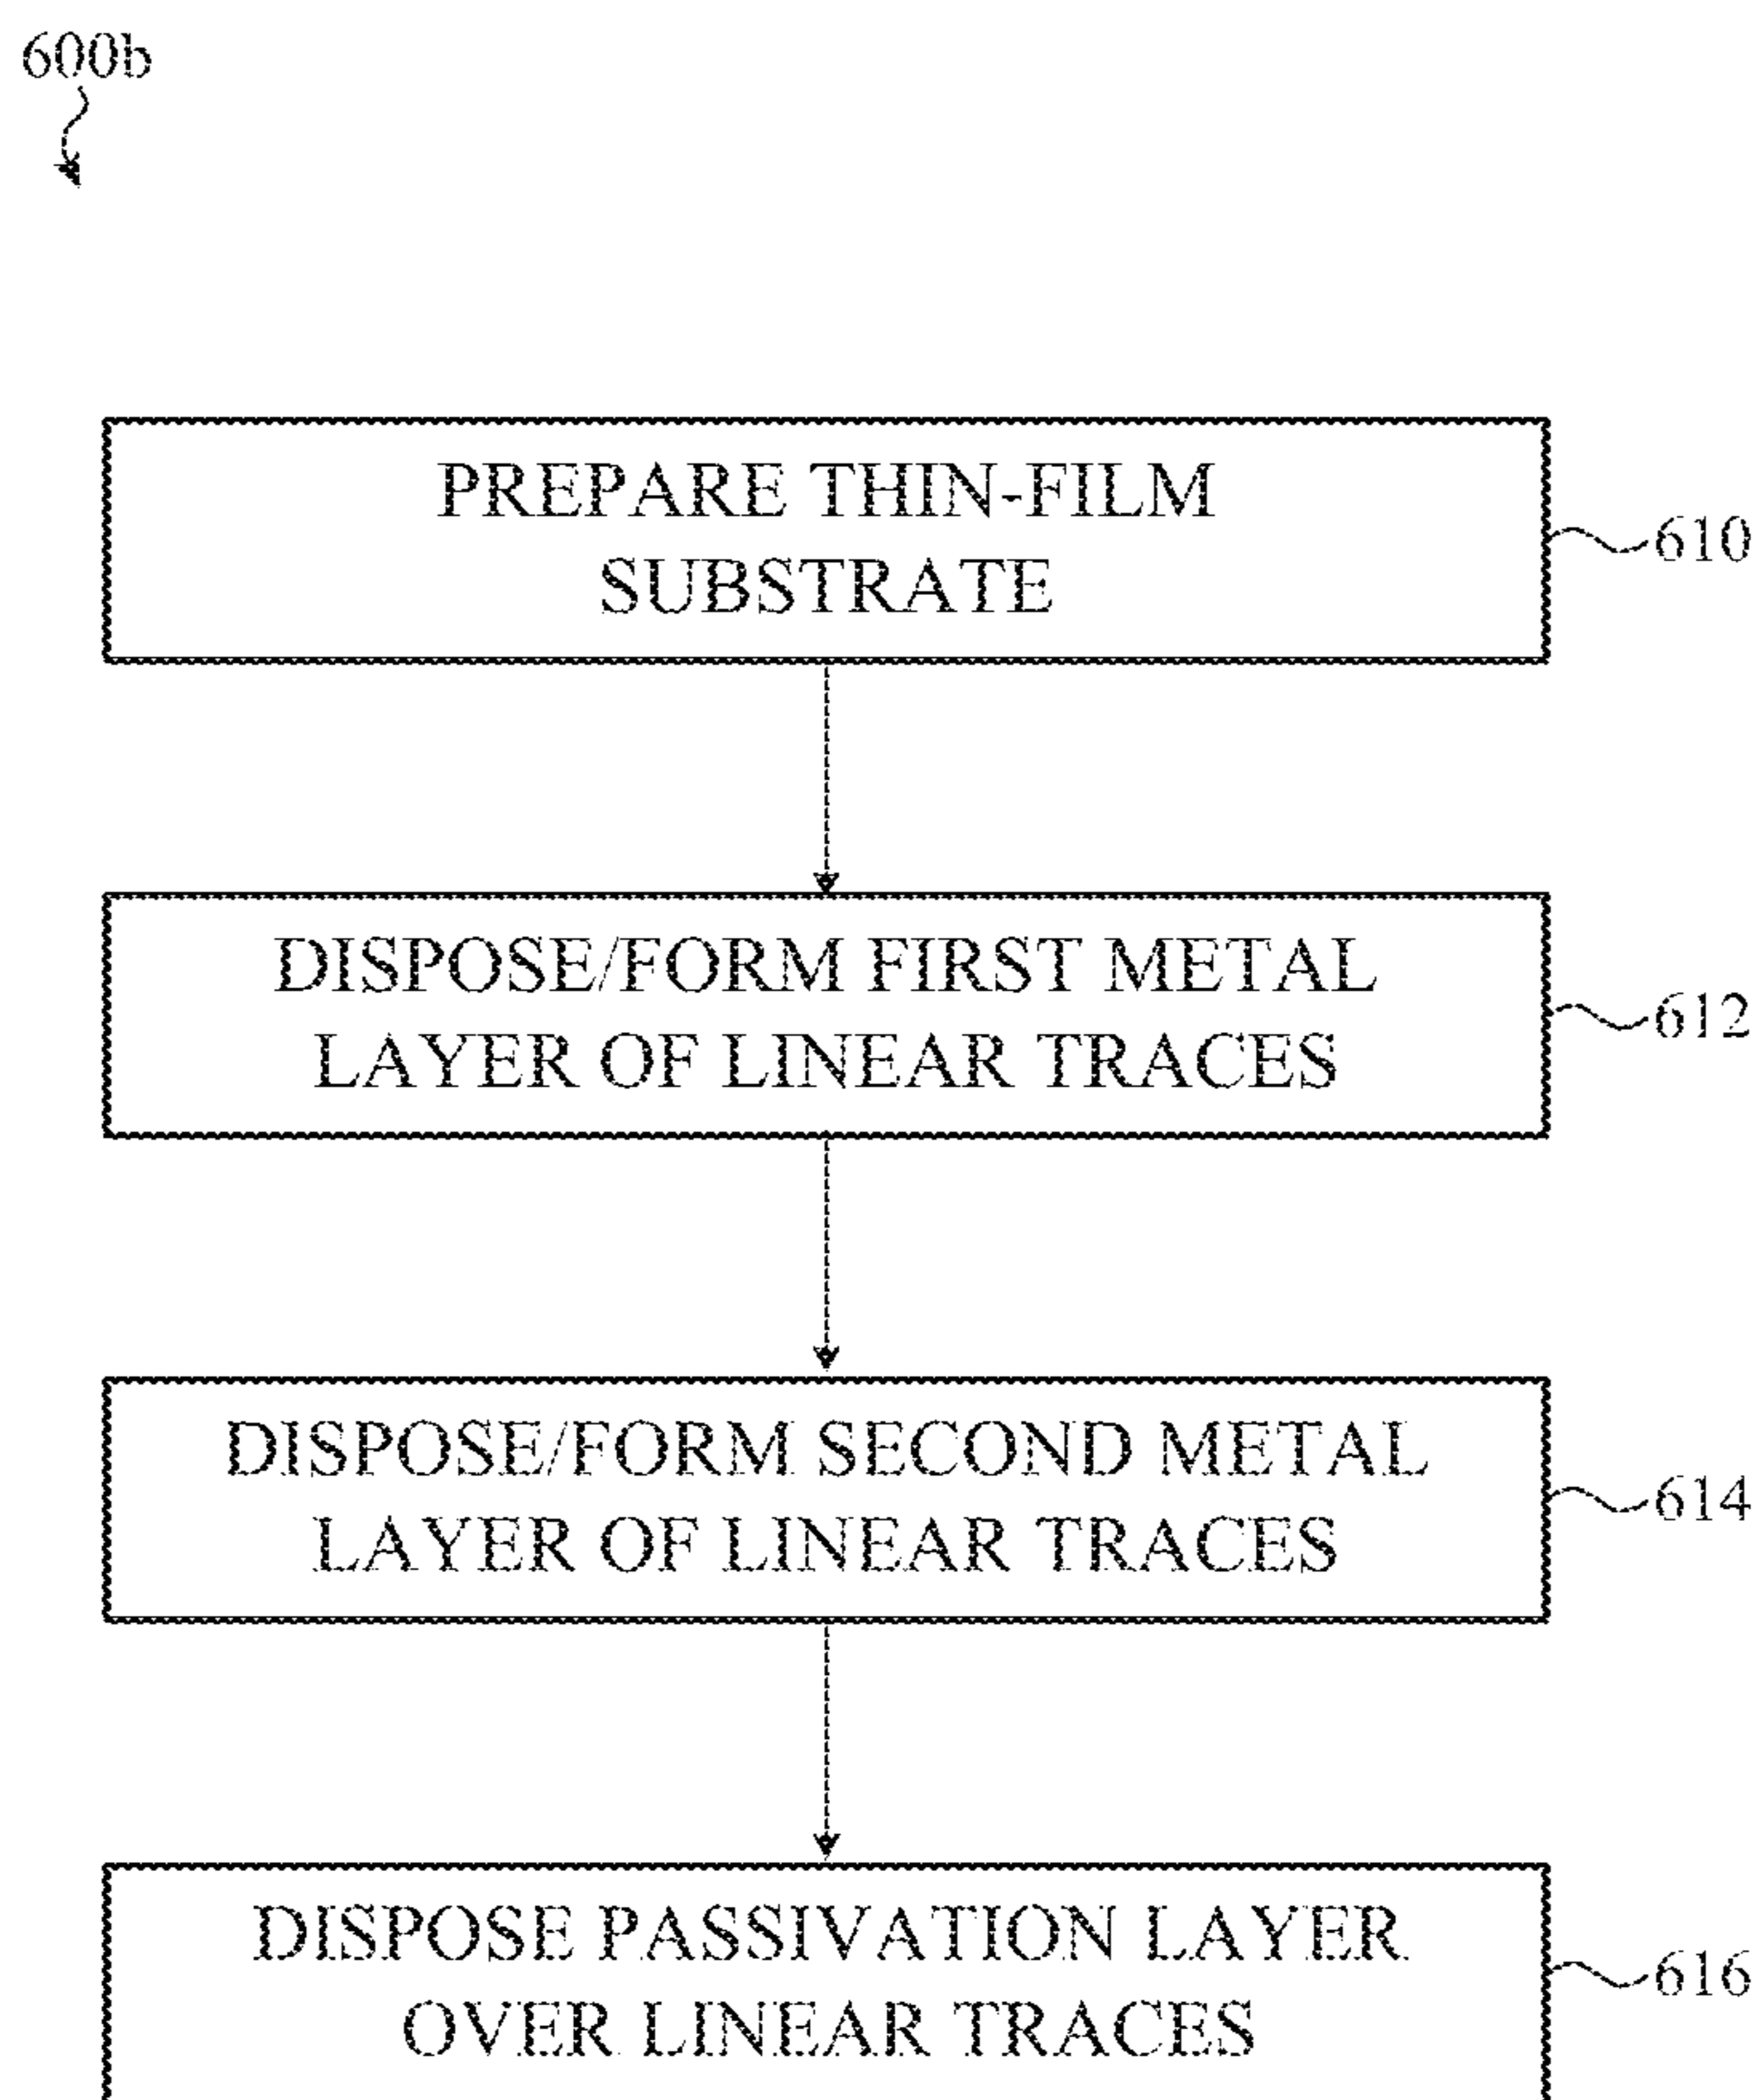 600b
PREPARE THIN-FILM
SUBSTRATE
610
DISPOSE/FORM FIRST METAL
LAYER OF LINEAR TRACES
612
DISPOSE/FORM SECOND METAL
LAYER OF LINEAR TRACES
614
DISPOSE PASSIVATION LAYER
OVER LINEAR TRACES
616